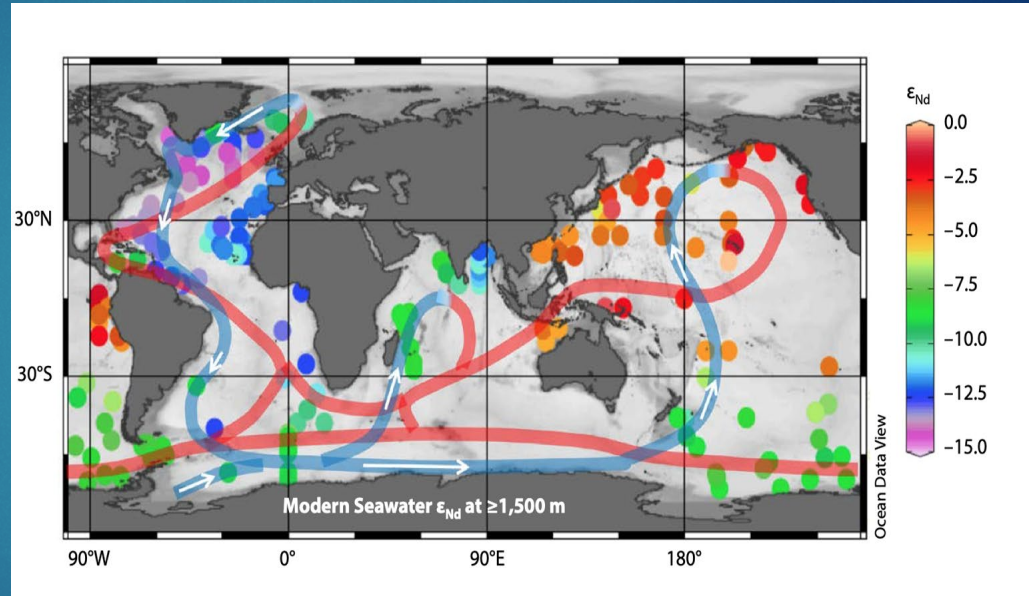 εNd
0.0
−2.5
30°N
−5.0
−7.5
−10.0
30°S
−12.5
−15.0
Ocean Data View
Modern Seawater εNd at ≥1,500 m
90°W
0°
90°E
180°